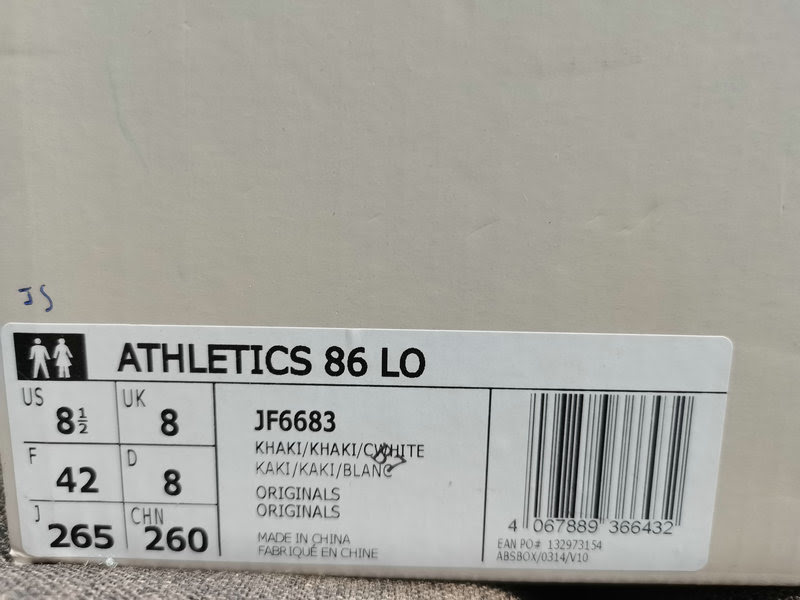 JS
ATHLETICS 86 LO
US 8½ UK 8
F 42 D 8
J 265 CHN 260
JF6683
KHAKI/KHAKI/CWHITE
KAKI/KAKI/BLANC
ORIGINALS
ORIGINALS
MADE IN CHINA
FABRIQUÉ EN CHINE
4 067889 366432
EAN PO# 132973154
ABSBOX/0314/V10